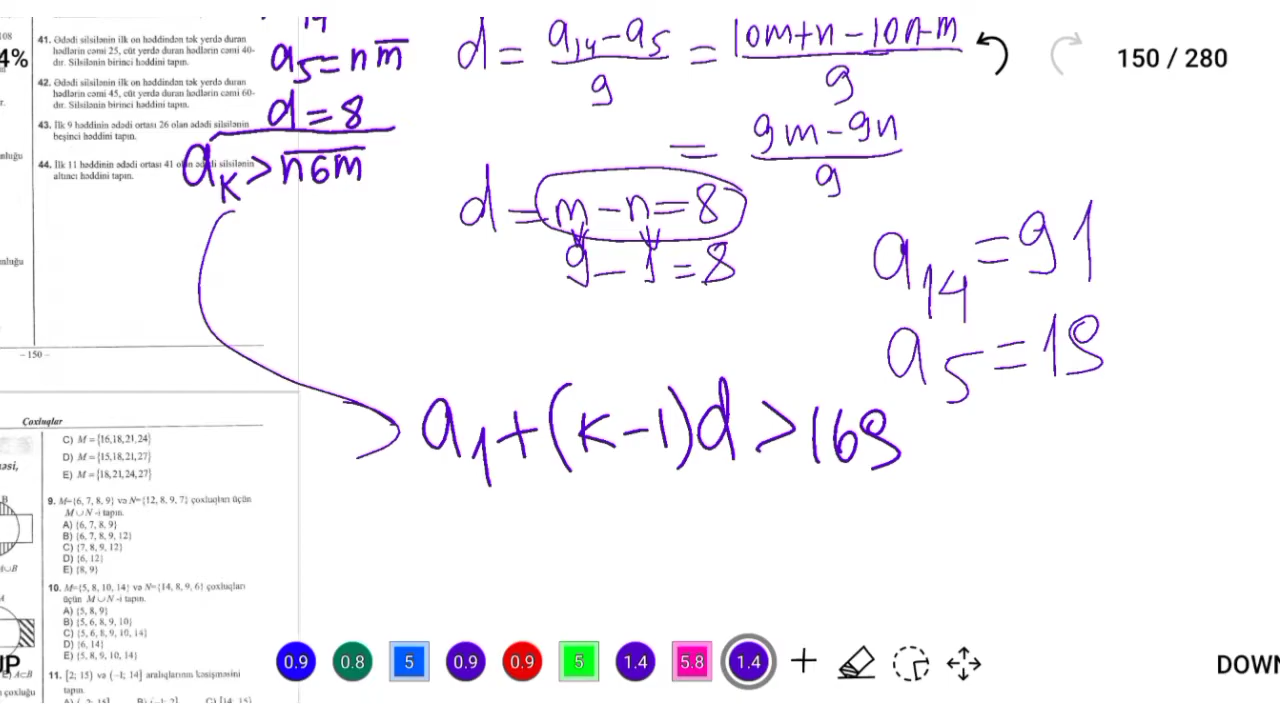 108
4%
41. Ədədi silsilənin ilk on həddindən tək yerdə duran
hədlərin cəmi 25, cüt yerdə duran hədlərin cəmi 40-
dır. Silsilənin birinci həddini tapın.
42. Ədədi silsilənin ilk on həddindən tək yerdə duran
hədlərin cəmi 45, cüt yerdə duran hədlərin cəmi 60-
dır. Silsilənin birinci həddini tapın.
43. İlk 9 həddinin ədədi ortası 26 olan ədədi silsilənin
beşinci həddini tapın.
44. İlk 11 həddinin ədədi ortası 41 olan ədədi silsilənin
altıncı həddini tapın.
– 150 –
14
a₅ = n m̅
d = 8
aₖ > n6m
d = (a₁₄ – a₅)/9 = (10m+n – 10n–m)/9
= (9m – 9n)/9
d = m – n = 8
9 – 1 = 8
a₁₄ = 91
a₅ = 19
a₁ + (k – 1)d > 169
150 / 280
Çoxluqlar
C) M = {16,18,21,24}
D) M = {15,18,21,27}
E) M = {18,21,24,27}
9. M={6, 7, 8, 9} və N={12, 8, 9, 7} çoxluqları üçün
M∪N -i tapın.
A) {6, 7, 8, 9}
B) {6, 7, 8, 9, 12}
C) {7, 8, 9, 12}
D) {6, 12}
E) {8, 9}
10. M={5, 8, 10, 14} və N={14, 8, 9, 6} çoxluqları
üçün M∪N -i tapın.
A) {5, 8, 9}
B) {5, 6, 8, 9, 10}
C) {5, 6, 8, 9, 10, 14}
D) {6, 14}
E) {5, 8, 9, 10, 14}
11. [2; 15) və (–1; 14] aralıqlarının kəsişməsini
tapın.
0.9 0.8 5 0.9 0.9 5 1.4 5.8 1.4
UP
DOWN